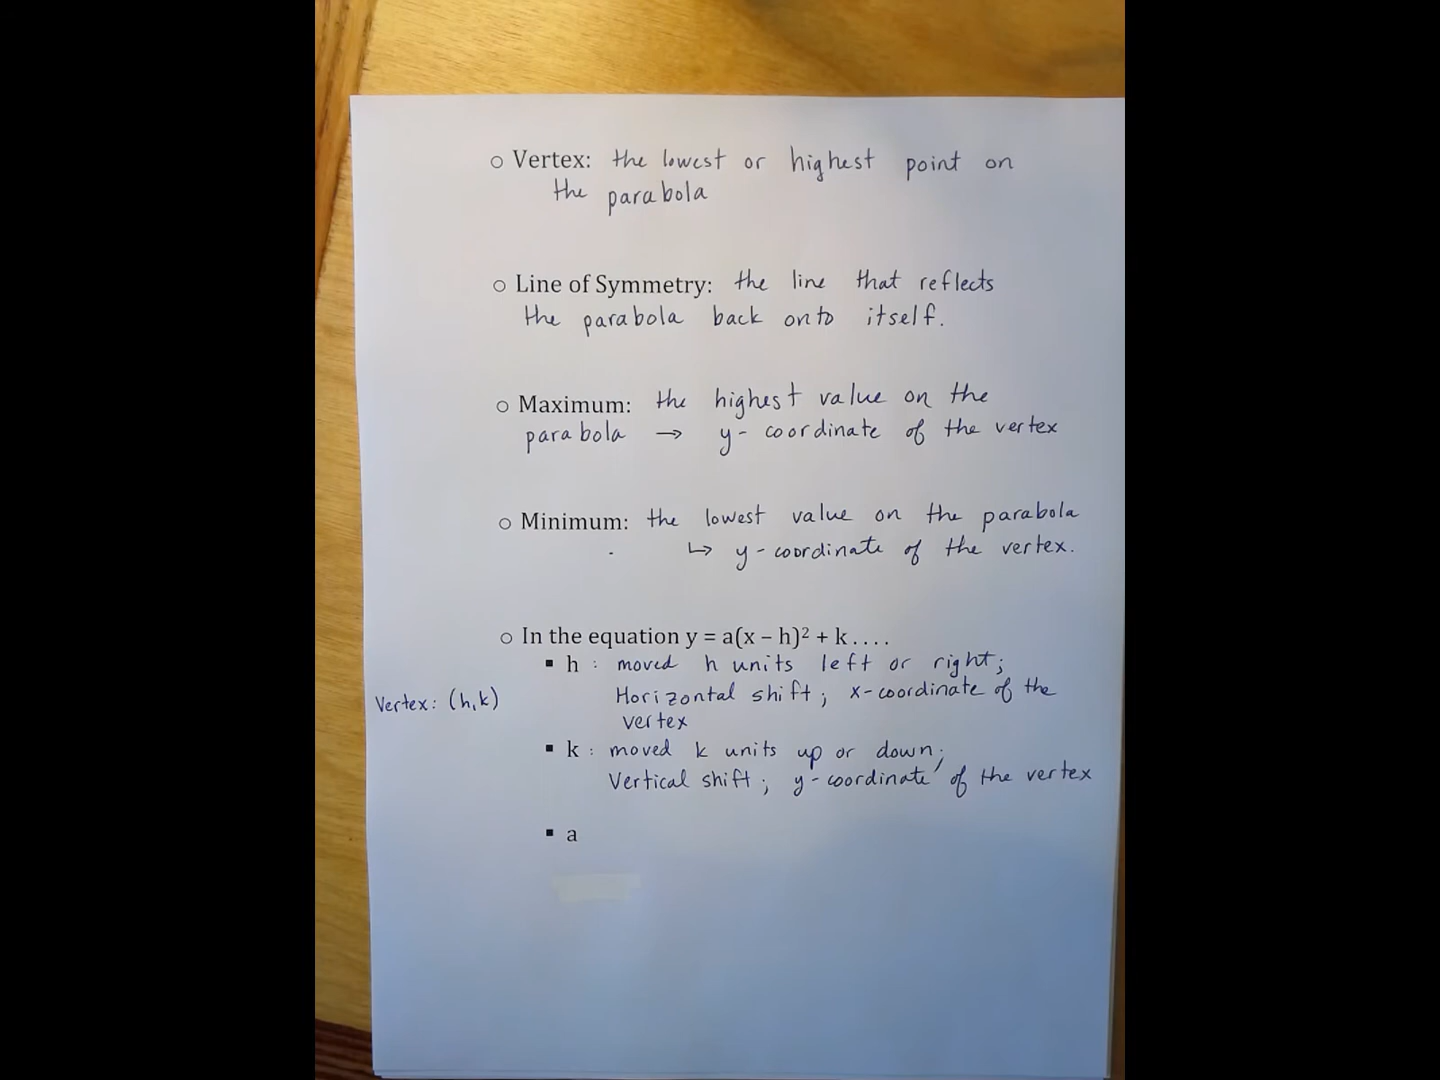 ○ Vertex: the lowest or highest point on
the parabola
○ Line of Symmetry: the line that reflects
the parabola back onto itself.
○ Maximum: the highest value on the
parabola → y-coordinate of the vertex
○ Minimum: the lowest value on the parabola
↳ y-coordinate of the vertex.
○ In the equation y = a(x – h)² + k....
▪ h : moved h units left or right;
Horizontal shift; x-coordinate of the
vertex
Vertex: (h,k)
▪ k : moved k units up or down;
Vertical shift; y-coordinate of the vertex
▪ a